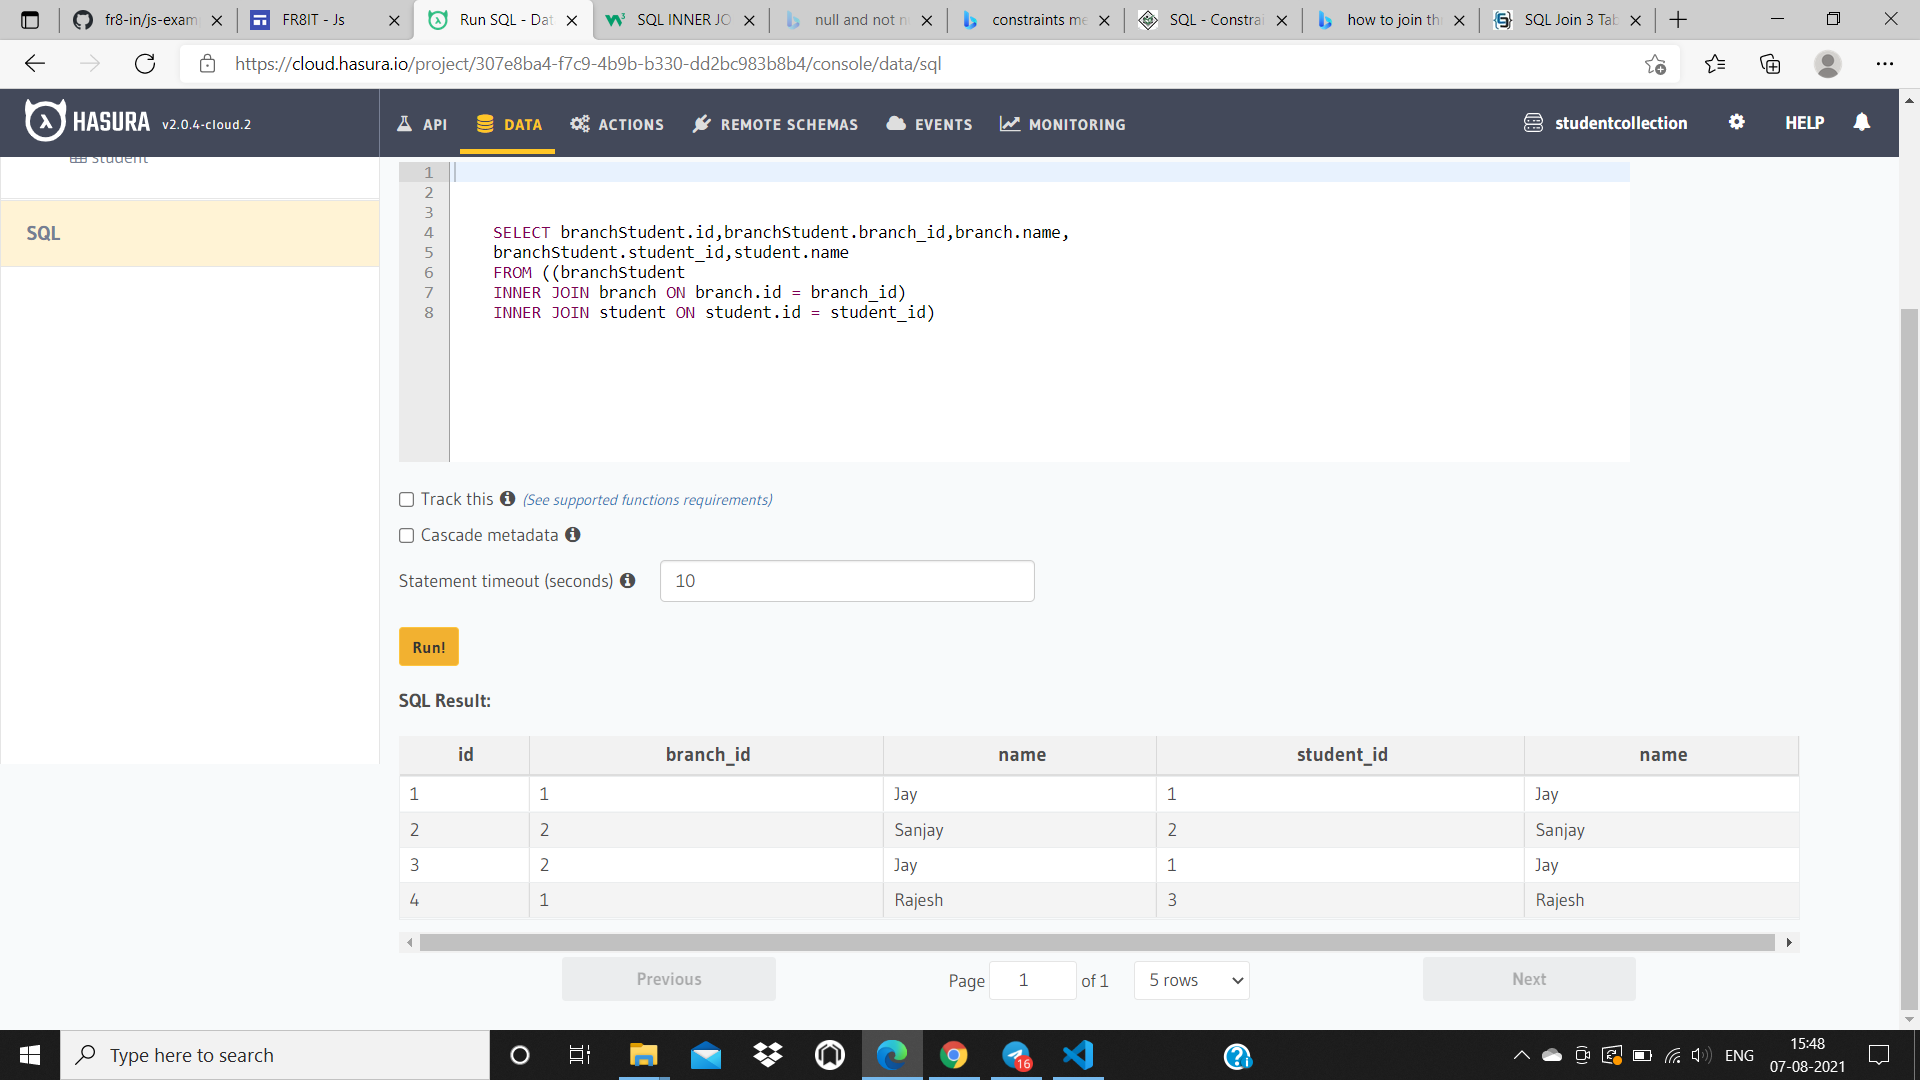 fr8-in/js-exam
FR8IT - Js
Run SQL - Dat
SQL INNER JO
null and not n
constraints me
SQL - Constrai
how to join th
SQL Join 3 Tab
https://cloud.hasura.io/project/307e8ba4-f7c9-4b9b-b330-dd2bc983b8b4/console/data/sql
HASURA v2.0.4-cloud.2
API
DATA
ACTIONS
REMOTE SCHEMAS
EVENTS
MONITORING
studentcollection
HELP
student
SQL
1
2
3
4 SELECT branchStudent.id,branchStudent.branch_id,branch.name,
5 branchStudent.student_id,student.name
6 FROM ((branchStudent
7 INNER JOIN branch ON branch.id = branch_id)
8 INNER JOIN student ON student.id = student_id)
Track this (See supported functions requirements)
Cascade metadata
Statement timeout (seconds) 10
Run!
SQL Result:
id branch_id name student_id name
1 1 Jay 1 Jay
2 2 Sanjay 2 Sanjay
3 2 Jay 1 Jay
4 1 Rajesh 3 Rajesh
Previous Page 1 of 1 5 rows Next
Type here to search
16
ENG
15:48
07-08-2021